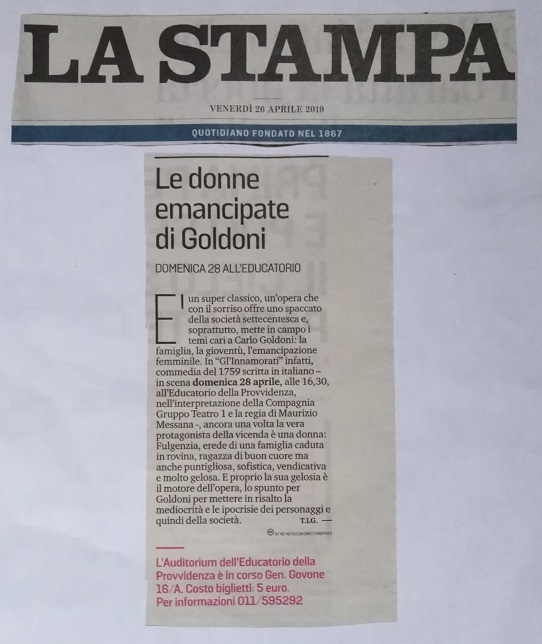 LA STAMPA
VENERDÌ 26 APRILE 2019
QUOTIDIANO FONDATO NEL 1867
Le donne
emancipate
di Goldoni
DOMENICA 28 ALL'EDUCATORIO
E' un super classico, un'opera che
con il sorriso offre uno spaccato
della società settecentesca e,
soprattutto, mette in campo i
temi cari a Carlo Goldoni: la
famiglia, la gioventù, l'emancipazione
femminile. In "Gl'Innamorati" infatti,
commedia del 1759 scritta in italiano –
in scena domenica 28 aprile, alle 16,30,
all'Educatorio della Provvidenza,
nell'interpretazione della Compagnia
Gruppo Teatro 1 e la regia di Maurizio
Messana -, ancora una volta la vera
protagonista della vicenda è una donna:
Fulgenzia, erede di una famiglia caduta
in rovina, ragazza di buon cuore ma
anche puntigliosa, sofistica, vendicativa
e molto gelosa. E proprio la sua gelosia è
il motore dell'opera, lo spunto per
Goldoni per mettere in risalto la
mediocrità e le ipocrisie dei personaggi e
quindi della società. T.I.G. —
L'Auditorium dell'Educatorio della
Provvidenza è in corso Gen. Govone
16/A. Costo biglietti: 5 euro.
Per informazioni 011/595292